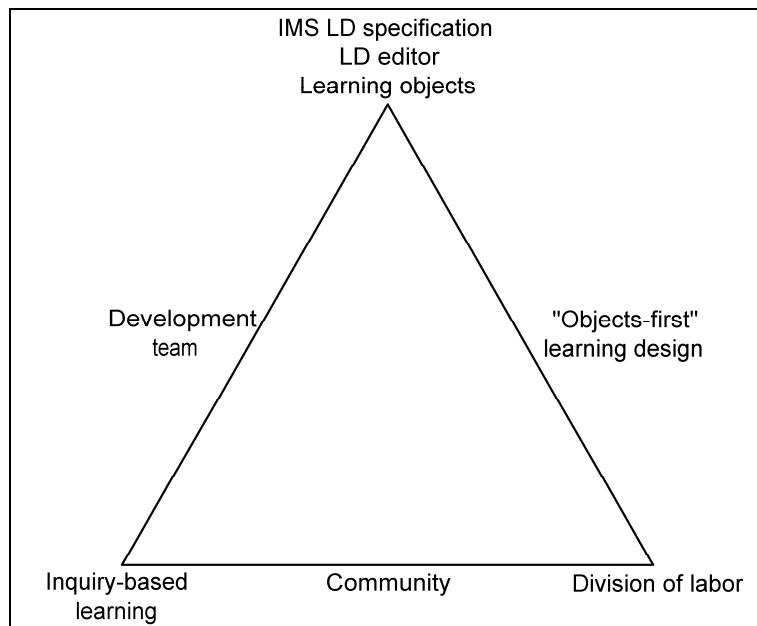 IMS LD specification
LD editor
Learning objects
Development
team
"Objects-first"
learning design
Inquiry-based
learning
Community
Division of labor